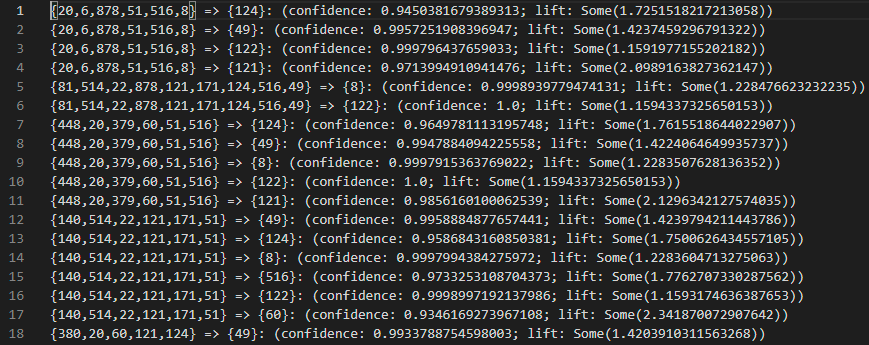 1 {20,6,878,51,516,8} => {124}: (confidence: 0.9450381679389313; lift: Some(1.7251518217213058))
2 {20,6,878,51,516,8} => {49}: (confidence: 0.9957251908396947; lift: Some(1.4237459296791322))
3 {20,6,878,51,516,8} => {122}: (confidence: 0.999796437659033; lift: Some(1.1591977155202182))
4 {20,6,878,51,516,8} => {121}: (confidence: 0.9713994910941476; lift: Some(2.0989163827362147))
5 {81,514,22,878,121,171,124,516,49} => {8}: (confidence: 0.9998939779474131; lift: Some(1.228476623232235))
6 {81,514,22,878,121,171,124,516,49} => {122}: (confidence: 1.0; lift: Some(1.1594337325650153))
7 {448,20,379,60,51,516} => {124}: (confidence: 0.9649781113195748; lift: Some(1.7615518644022907))
8 {448,20,379,60,51,516} => {49}: (confidence: 0.9947884094225558; lift: Some(1.4224064649935737))
9 {448,20,379,60,51,516} => {8}: (confidence: 0.9997915363769022; lift: Some(1.2283507628136352))
10 {448,20,379,60,51,516} => {122}: (confidence: 1.0; lift: Some(1.1594337325650153))
11 {448,20,379,60,51,516} => {121}: (confidence: 0.9856160100062539; lift: Some(2.1296342127574035))
12 {140,514,22,121,171,51} => {49}: (confidence: 0.9958884877657441; lift: Some(1.4239794211443786))
13 {140,514,22,121,171,51} => {124}: (confidence: 0.9586843160850381; lift: Some(1.7500626434557105))
14 {140,514,22,121,171,51} => {8}: (confidence: 0.9997994384275972; lift: Some(1.2283604713275063))
15 {140,514,22,121,171,51} => {516}: (confidence: 0.9733253108704373; lift: Some(1.7762707330287562))
16 {140,514,22,121,171,51} => {122}: (confidence: 0.9998997192137986; lift: Some(1.1593174636387653))
17 {140,514,22,121,171,51} => {60}: (confidence: 0.9346169273967108; lift: Some(2.341870072907642))
18 {380,20,60,121,124} => {49}: (confidence: 0.9933788754598003; lift: Some(1.4203910311563268))